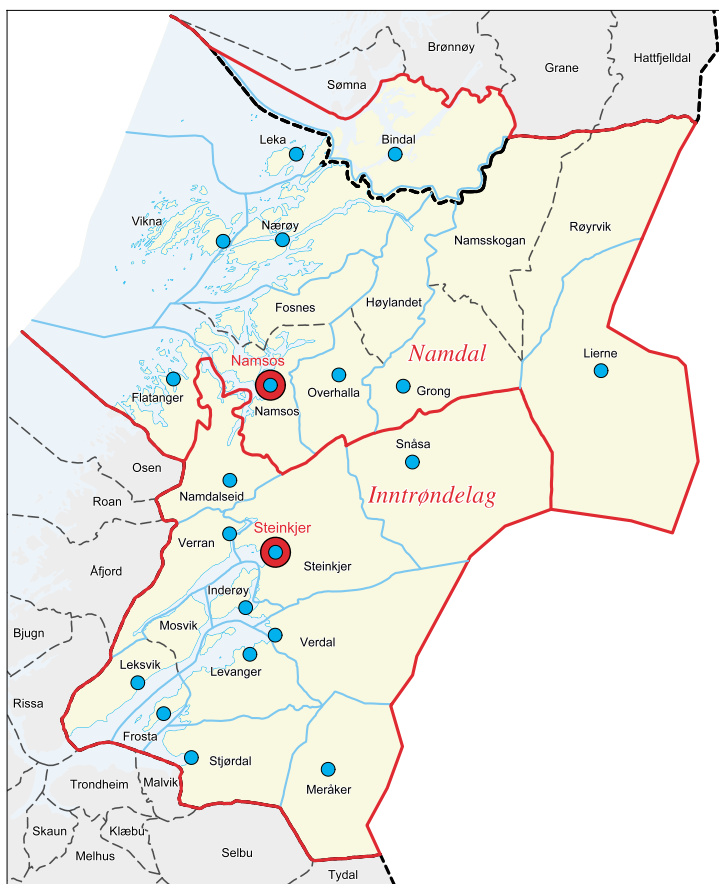 Brønnøy
Hattfjelldal
Grane
Sømna
Leka
Bindal
Vikna
Nærøy
Røyrvik
Namsskogan
Fosnes
Høylandet
Namdal
Lierne
Namsos
Overhalla
Grong
Flatanger
Namsos
Snåsa
Osen
Inntrøndelag
Namdalseid
Roan
Steinkjer
Verran
Steinkjer
Åfjord
Inderøy
Mosvik
Bjugn
Verdal
Leksvik
Levanger
Rissa
Frosta
Stjørdal
Trondheim
Malvik
Meråker
Skaun
Klæbu
Melhus
Selbu
Tydal